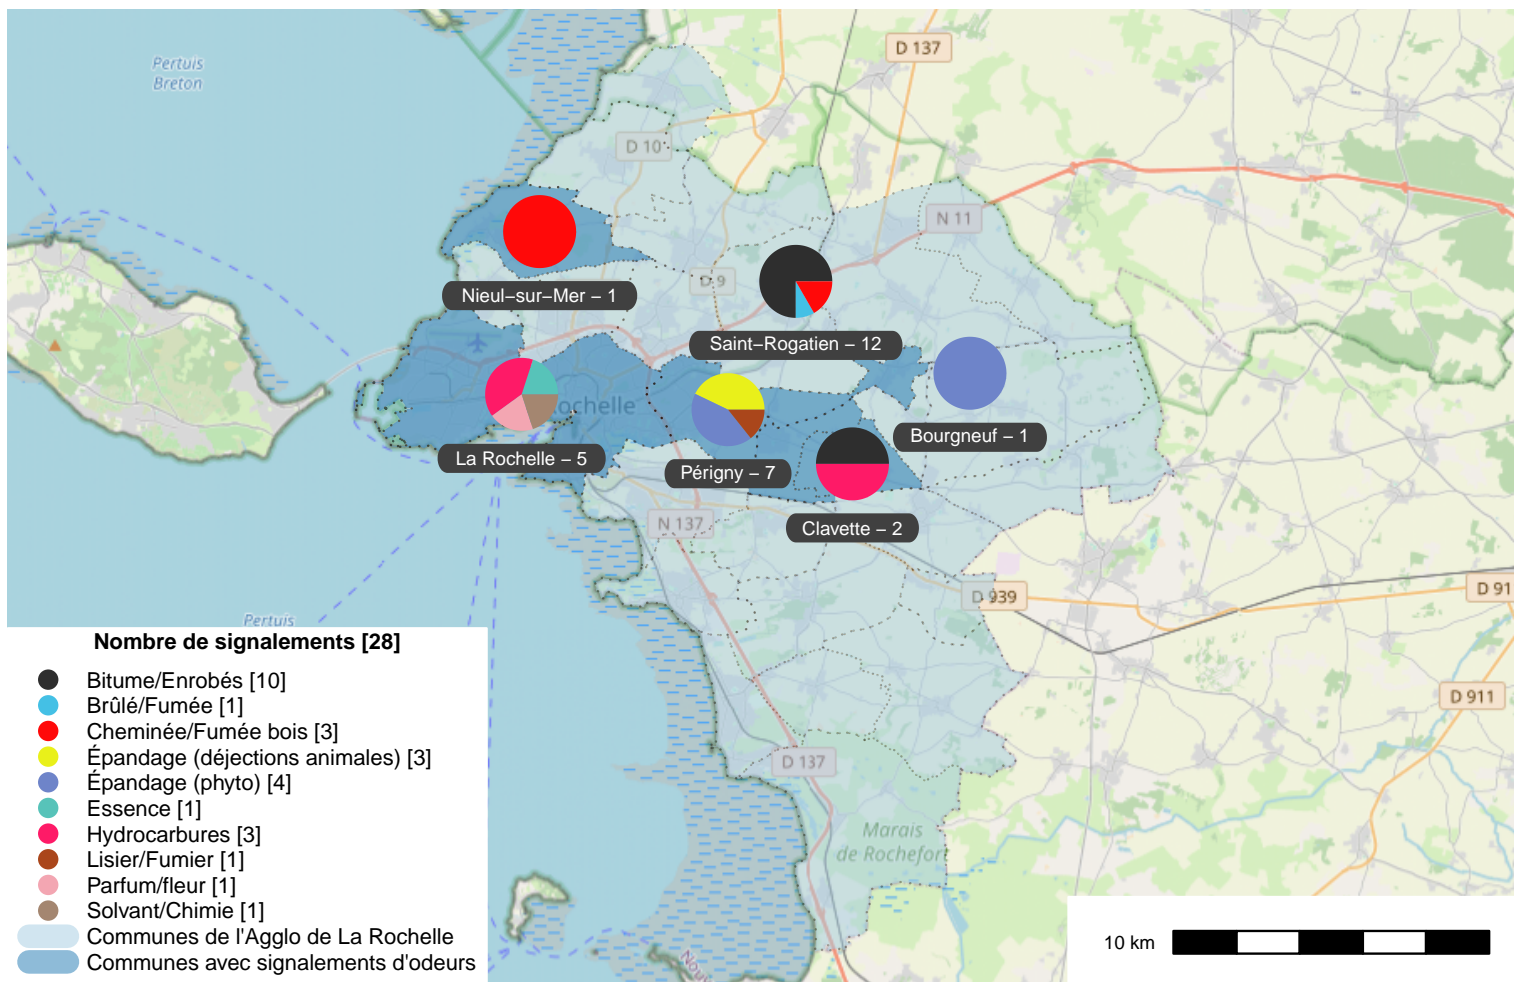 Pertuis
Breton
D 137
D 10
N 11
D 9
Nieul−sur−Mer − 1
Saint−Rogatien − 12
ochelle
La Rochelle − 5
Périgny − 7
Bourgneuf − 1
Clavette − 2
N 137
D 939
D 91
Pertuis
D 911
D 137
Marais
de Rochefort
Nombre de signalements [28]
Bitume/Enrobés [10]
Brûlé/Fumée [1]
Cheminée/Fumée bois [3]
Épandage (déjections animales) [3]
Épandage (phyto) [4]
Essence [1]
Hydrocarbures [3]
Lisier/Fumier [1]
Parfum/fleur [1]
Solvant/Chimie [1]
Communes de l'Agglo de La Rochelle
Communes avec signalements d'odeurs
10 km